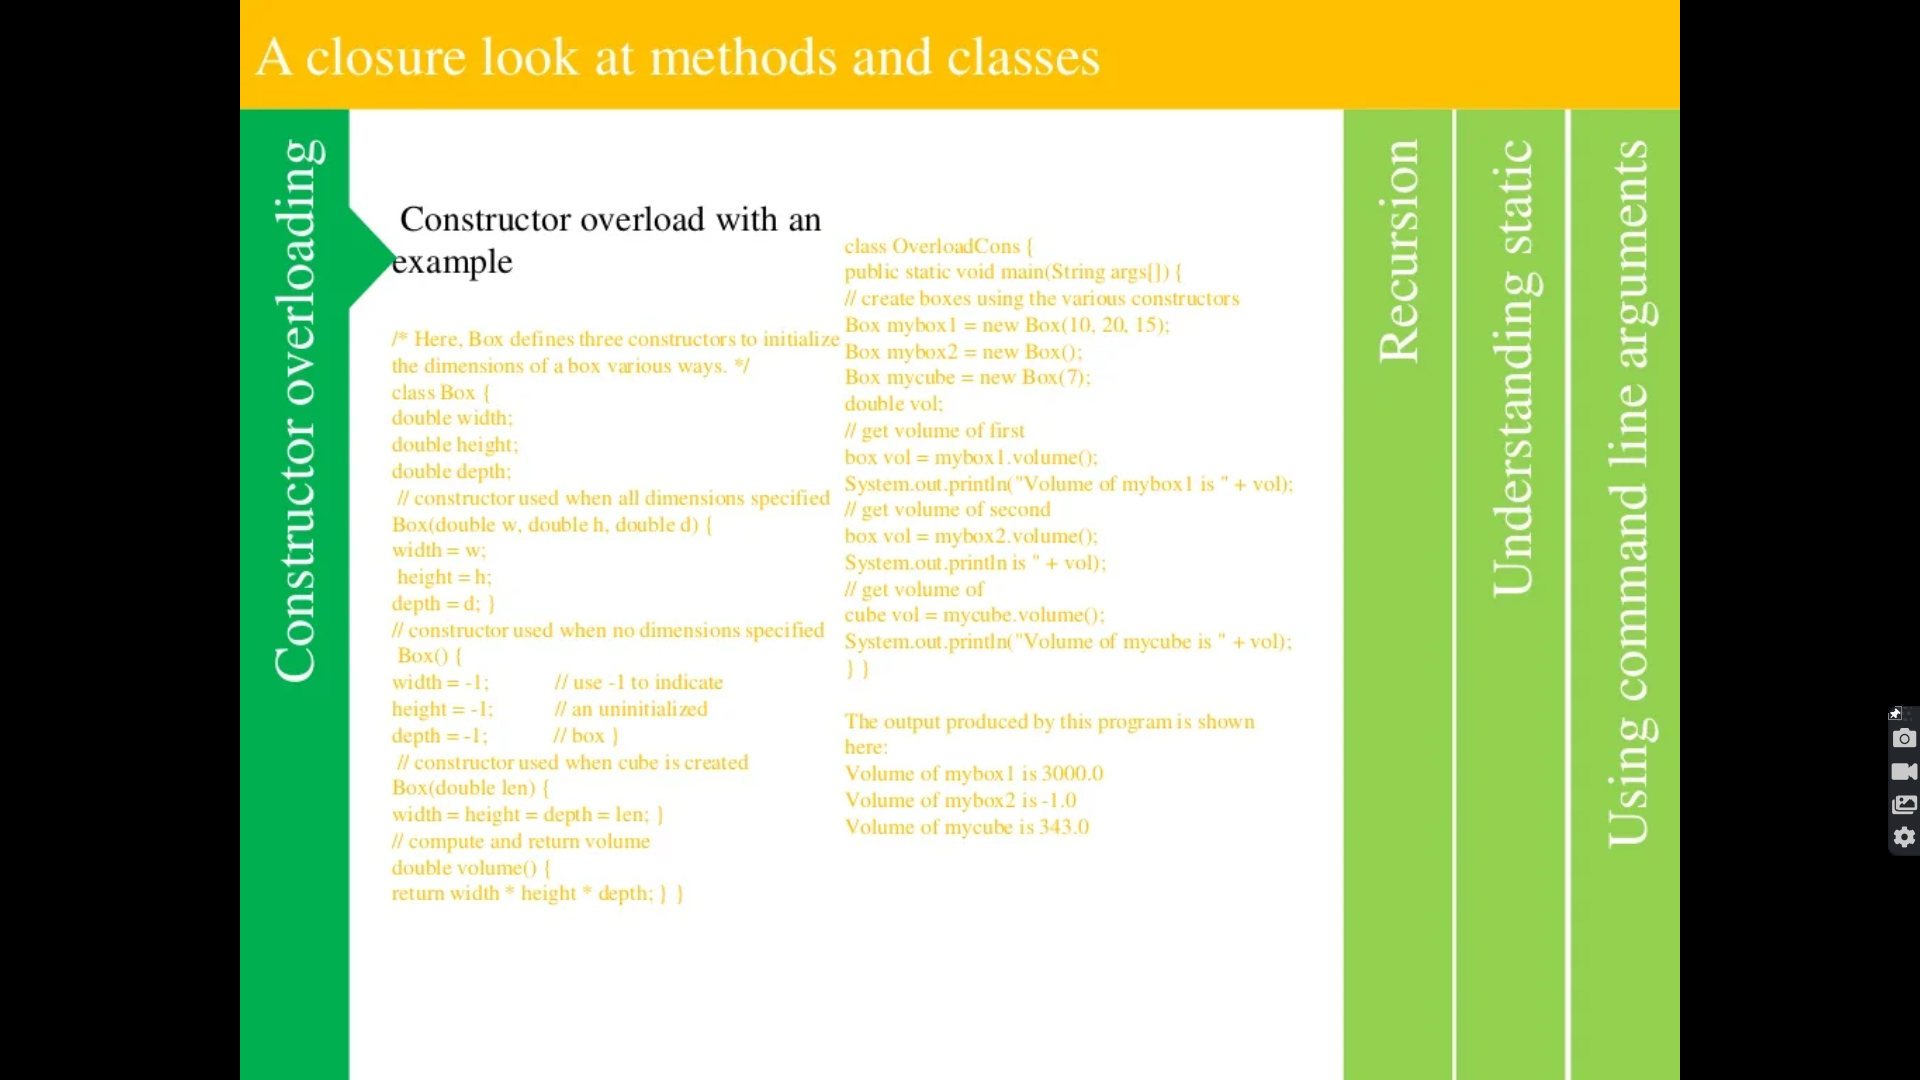 A closure look at methods and classes
Constructor overloading
Constructor overload with an
example
/* Here, Box defines three constructors to initialize
the dimensions of a box various ways. */
class Box {
double width;
double height;
double depth;
// constructor used when all dimensions specified
Box(double w, double h, double d) {
width = w;
height = h;
depth = d; }
// constructor used when no dimensions specified
Box() {
width = -1; // use -1 to indicate
height = -1; // an uninitialized
depth = -1; // box }
// constructor used when cube is created
Box(double len) {
width = height = depth = len; }
// compute and return volume
double volume() {
return width * height * depth; } }
class OverloadCons {
public static void main(String args[]) {
// create boxes using the various constructors
Box mybox1 = new Box(10, 20, 15);
Box mybox2 = new Box();
Box mycube = new Box(7);
double vol;
// get volume of first
box vol = mybox1.volume();
System.out.println("Volume of mybox1 is " + vol);
// get volume of second
box vol = mybox2.volume();
System.out.println is " + vol);
// get volume of
cube vol = mycube.volume();
System.out.println("Volume of mycube is " + vol);
} }
The output produced by this program is shown
here:
Volume of mybox1 is 3000.0
Volume of mybox2 is -1.0
Volume of mycube is 343.0
Recursion
Understanding static
Using command line arguments